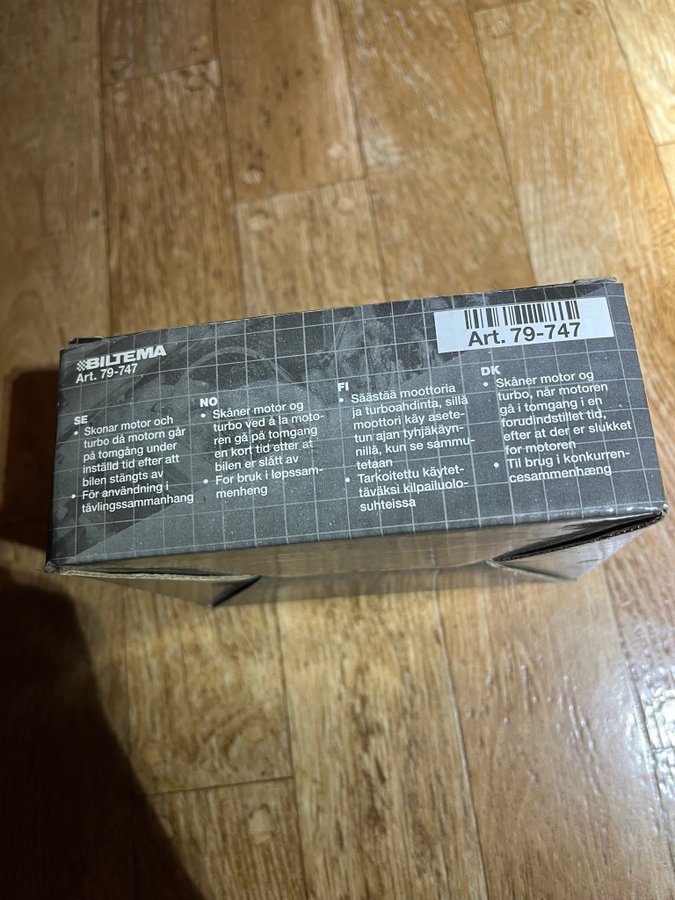 BILTEMA
Art. 79-747
Art. 79-747
SE
• Skonar motor och
turbo då motorn går
på tomgång under
inställd tid efter att
bilen stängts av
• För användning i
tävlingssammanhang
NO
• Skåner motor og
turbo ved å la moto-
ren gå på tomgang
en kort tid etter at
bilen er slått av
• For bruk i løpssam-
menheng
FI
• Säästää moottoria
ja turboahdinta, sillä
moottori käy asete-
tun ajan tyhjäkäyn-
nillä, kun se sammu-
tetaan
• Tarkoitettu käytet-
täväksi kilpailuolo-
suhteissa
DK
• Skåner motor og
turbo, når motoren
gå i tomgang i en
forudindstillet tid,
efter at der er slukket
for motoren
• Til brug i konkurren-
cesammenhæng